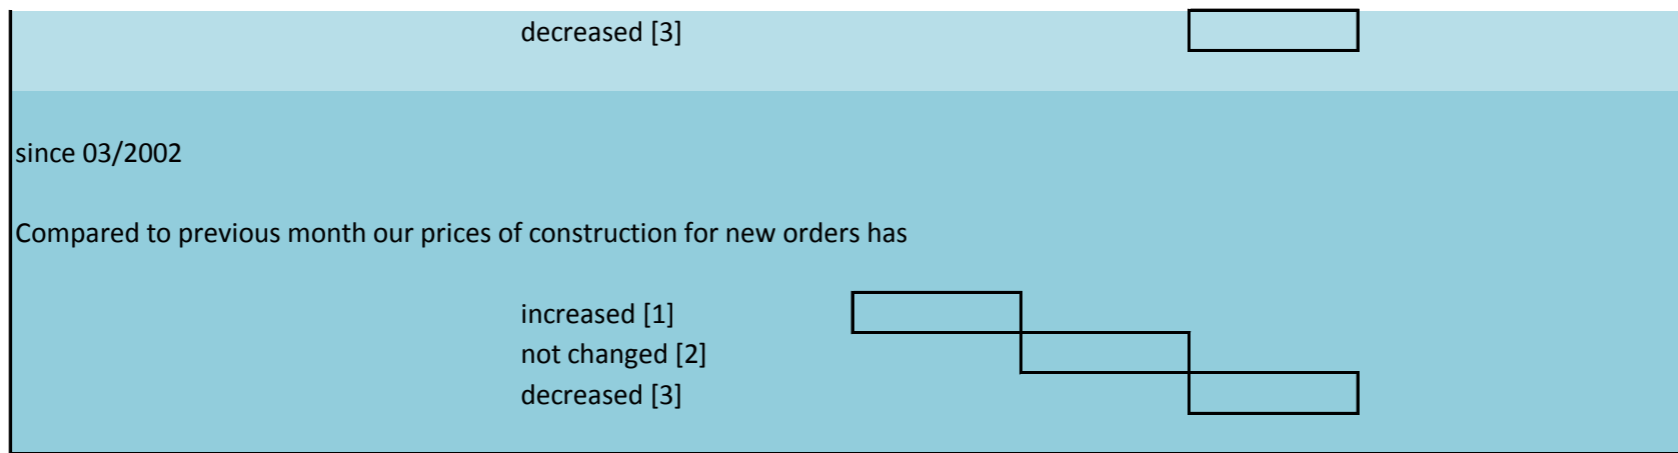 decreased [3]
since 03/2002
Compared to previous month our prices of construction for new orders has
increased [1]
not changed [2]
decreased [3]